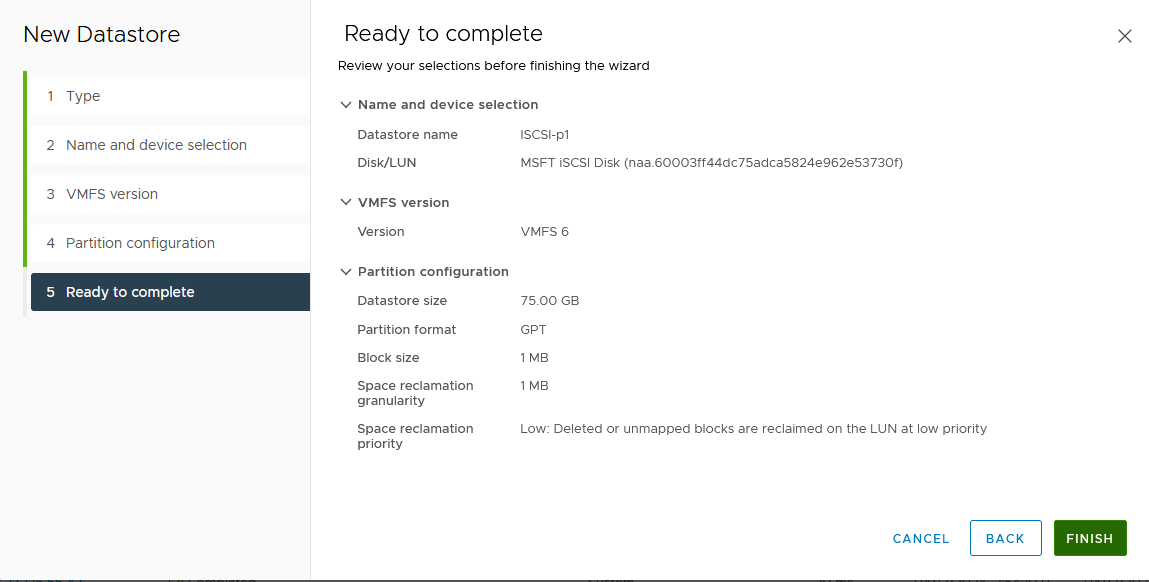 New Datastore
1 Type
2 Name and device selection
3 VMFS version
4 Partition configuration
5 Ready to complete
Ready to complete
Review your selections before finishing the wizard
Name and device selection
Datastore name ISCSI-p1
Disk/LUN MSFT iSCSI Disk (naa.60003ff44dc75adca5824e962e53730f)
VMFS version
Version VMFS 6
Partition configuration
Datastore size 75.00 GB
Partition format GPT
Block size 1 MB
Space reclamation granularity 1 MB
Space reclamation priority Low: Deleted or unmapped blocks are reclaimed on the LUN at low priority
CANCEL BACK FINISH